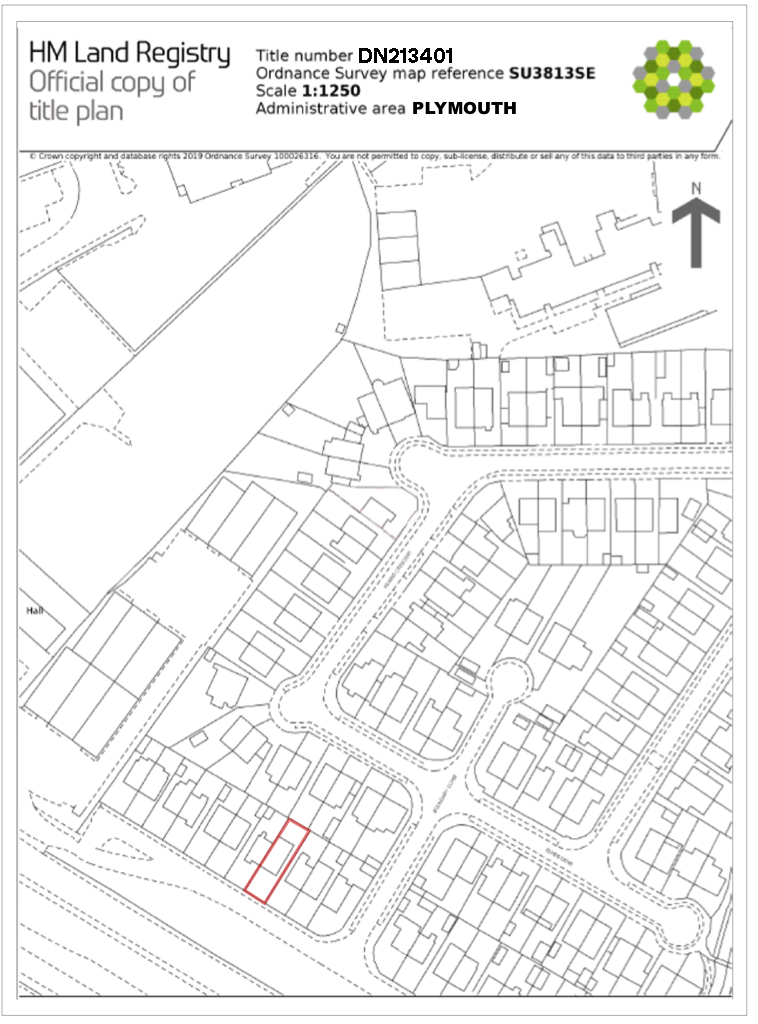 HM Land Registry
Official copy of
title plan
Title number DN213401
Ordnance Survey map reference SU3813SE
Scale 1:1250
Administrative area PLYMOUTH
© Crown copyright and database rights 2019 Ordnance Survey 100026316. You are not permitted to copy, sub-license, distribute or sell any of this data to third parties in any form.
N
Hall